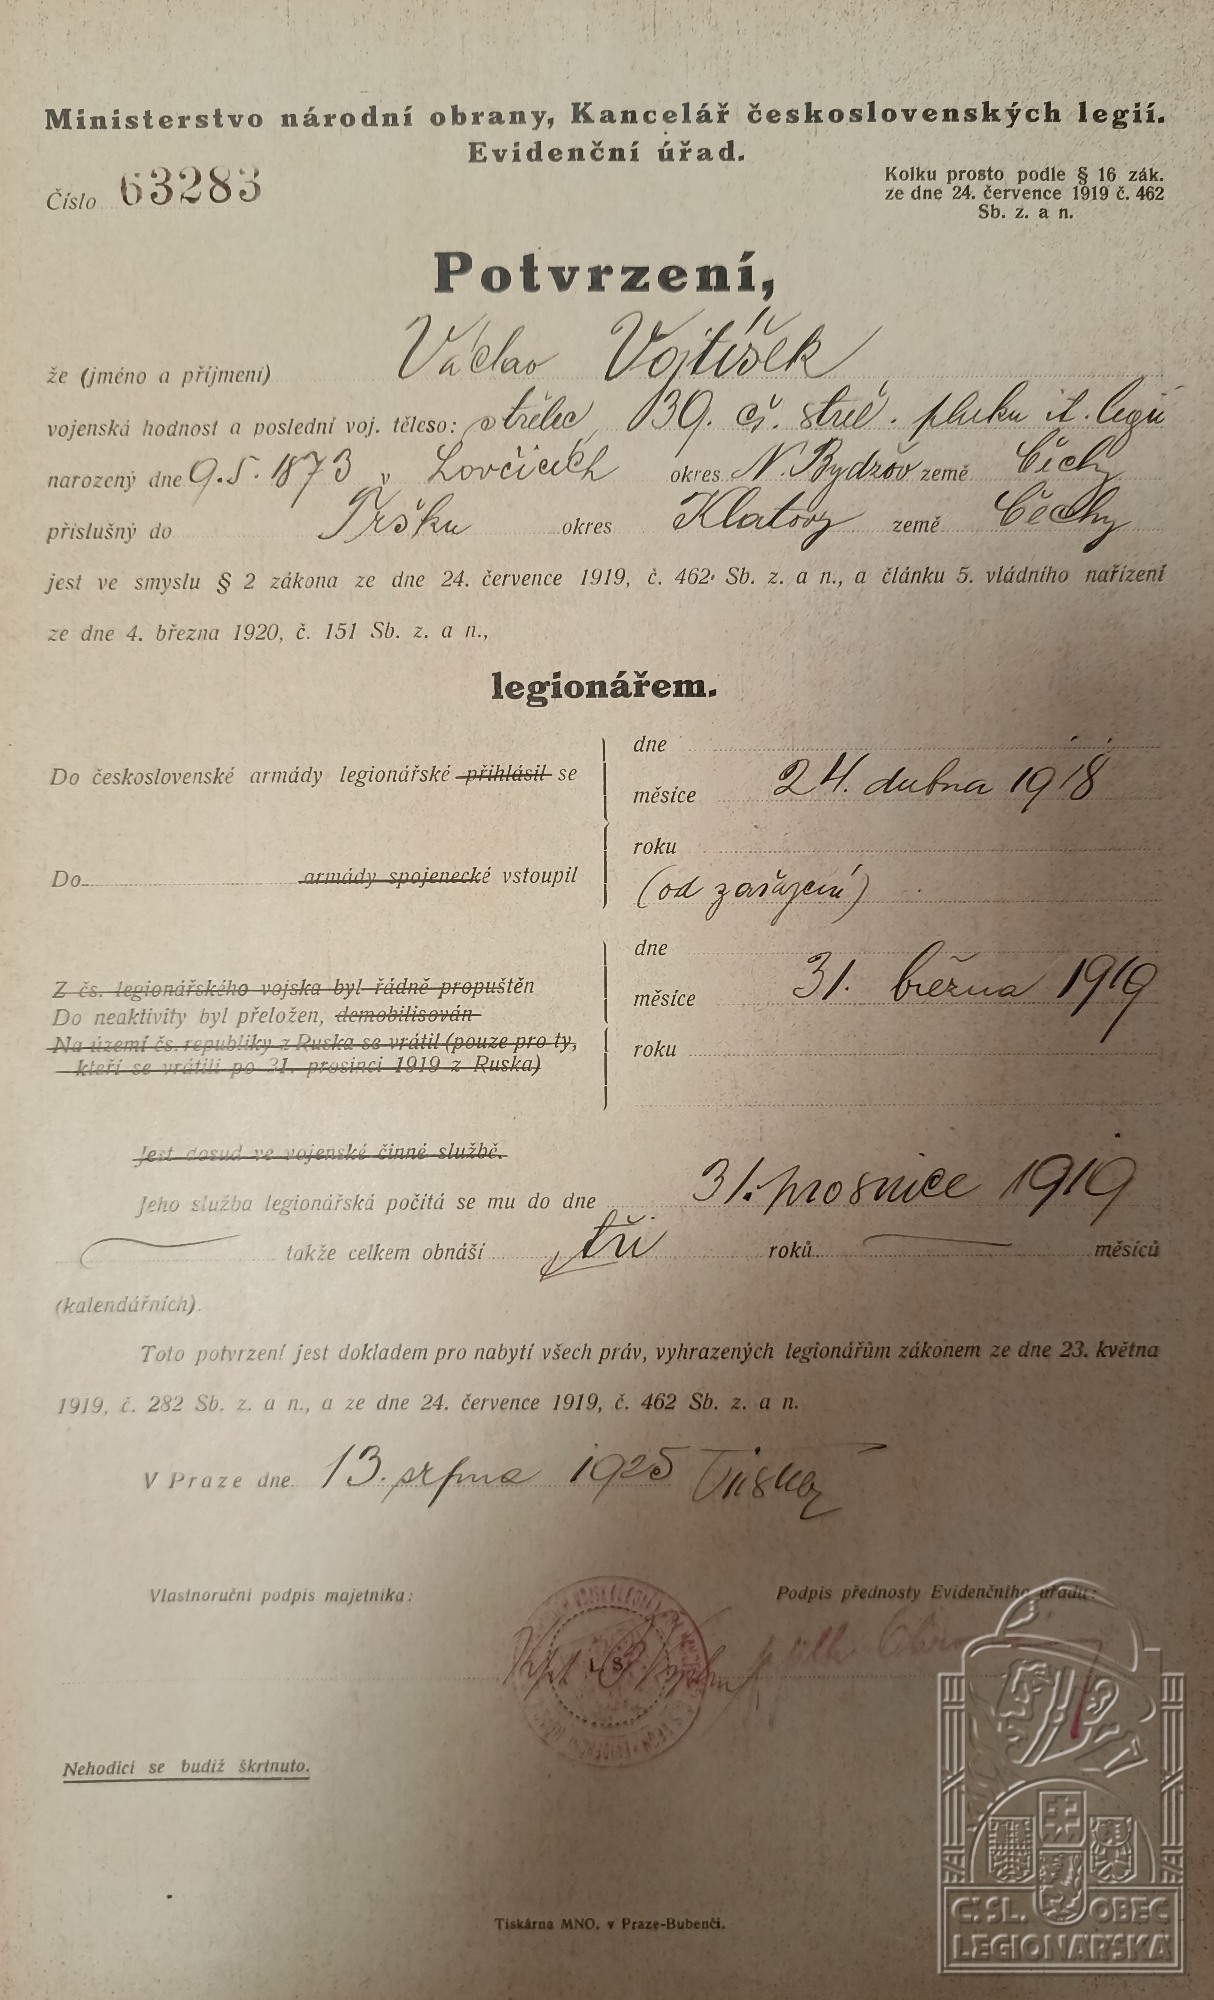 Ministerstvo národní obrany, Kancelář československých legií.
Evidenční úřad.
Číslo 63283
Kolku prosto podle § 16 zák.
ze dne 24. července 1919 č. 462
Sb. z. a n.
Potvrzení,
že (jméno a příjmení) Václav Vojtíšek
vojenská hodnost a poslední voj. těleso: střelec, 39. čs. střel. pluku it. legií
narozený dne 9.5.1873 v Lovčicích okres N. Bydžov země Čechy
příslušný do Tršku okres Klatovy země Čechy
jest ve smyslu § 2 zákona ze dne 24. července 1919, č. 462 Sb. z. a n., a článku 5. vládního nařízení
ze dne 4. března 1920, č. 151 Sb. z. a n.,
legionářem.
dne
Do československé armády legionářské přihlásil se
měsíce 24. dubna 1918
roku
Do armády spojenecké vstoupil
(od zařazení)
dne
Z čs. legionářského vojska byl řádně propuštěn
měsíce 31. března 1919
Do neaktivity byl přeložen, demobilisován
Na území čs. republiky z Ruska se vrátil (pouze pro ty,
roku
kteří se vrátili po 31. prosinci 1919 z Ruska)
Jest dosud ve vojenské činné službě.
Jeho služba legionářská počítá se mu do dne 31. prosince 1919
takže celkem obnáší tři roků měsíců
(kalendářních).
Toto potvrzení jest dokladem pro nabytí všech práv, vyhrazených legionářům zákonem ze dne 23. května
1919, č. 282 Sb. z. a n., a ze dne 24. července 1919, č. 462 Sb. z. a n.
V Praze dne 13. srpna 1925
Vlastnoruční podpis majetníka:
Podpis přednosty Evidenčního úřadu:
Nehodící se budiž škrtnuto.
Tiskárna MNO. v Praze-Bubenči.
Č.SL. OBEC
LEGIONÁŘSKÁ